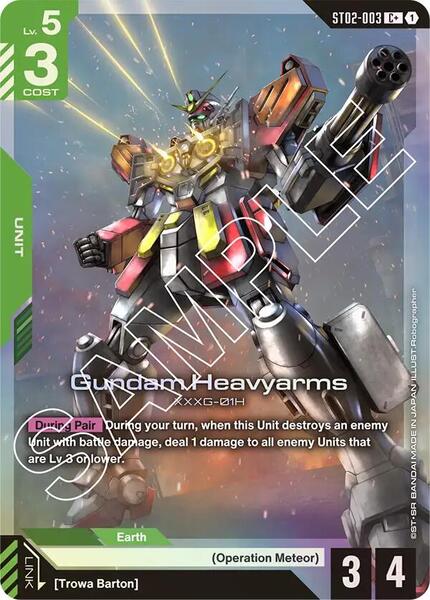 Lv. 5
3
COST
ST02-003 C+ 1
UNIT
SAMPLE
Gundam Heavyarms
XXXG-01H
During Pair During your turn, when this Unit destroys an enemy
Unit with battle damage, deal 1 damage to all enemy Units that
are Lv 3 or lower.
©ST·SR BANDAI MADE IN JAPAN ILLUST.Robographer
Earth
(Operation Meteor)
LINK
[Trowa Barton]
3 4